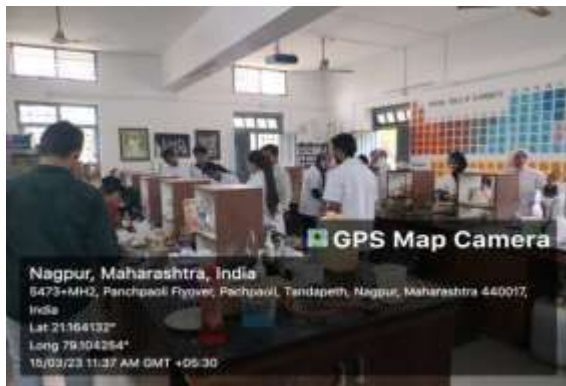 GPS Map Camera
Nagpur, Maharashtra, India
5473+MH2, Panchpaoli Flyover, Pachpaoli, Tandapeth, Nagpur, Maharashtra 440017,
India
Lat 21.164132°
Long 79.104254°
15/03/23 11:37 AM GMT +05:30